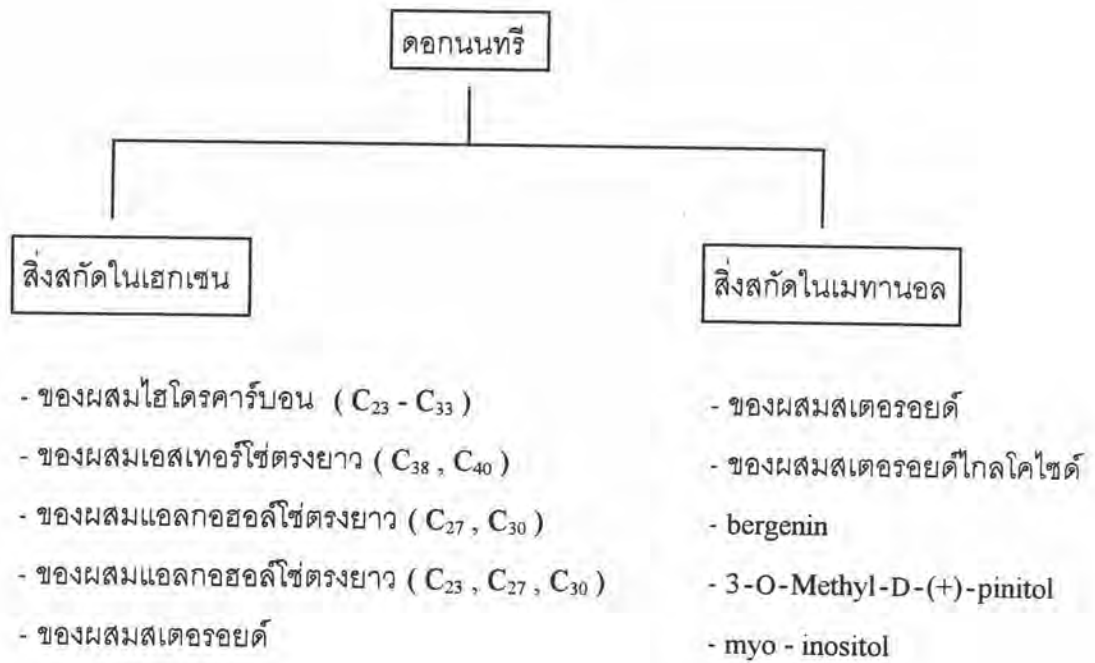 ดอกนนทรี
สิ่งสกัดในเฮกเซน
- ของผสมไฮโดรคาร์บอน ( C₂₃ - C₃₃ )
- ของผสมเอสเทอร์โซ่ตรงยาว ( C₃₈ , C₄₀ )
- ของผสมแอลกอฮอล์โซ่ตรงยาว ( C₂₇ , C₃₀ )
- ของผสมแอลกอฮอล์โซ่ตรงยาว ( C₂₃ , C₂₇ , C₃₀ )
- ของผสมสเตอรอยด์
สิ่งสกัดในเมทานอล
- ของผสมสเตอรอยด์
- ของผสมสเตอรอยด์ไกลโคไซด์
- bergenin
- 3-O-Methyl-D-(+)-pinitol
- myo - inositol